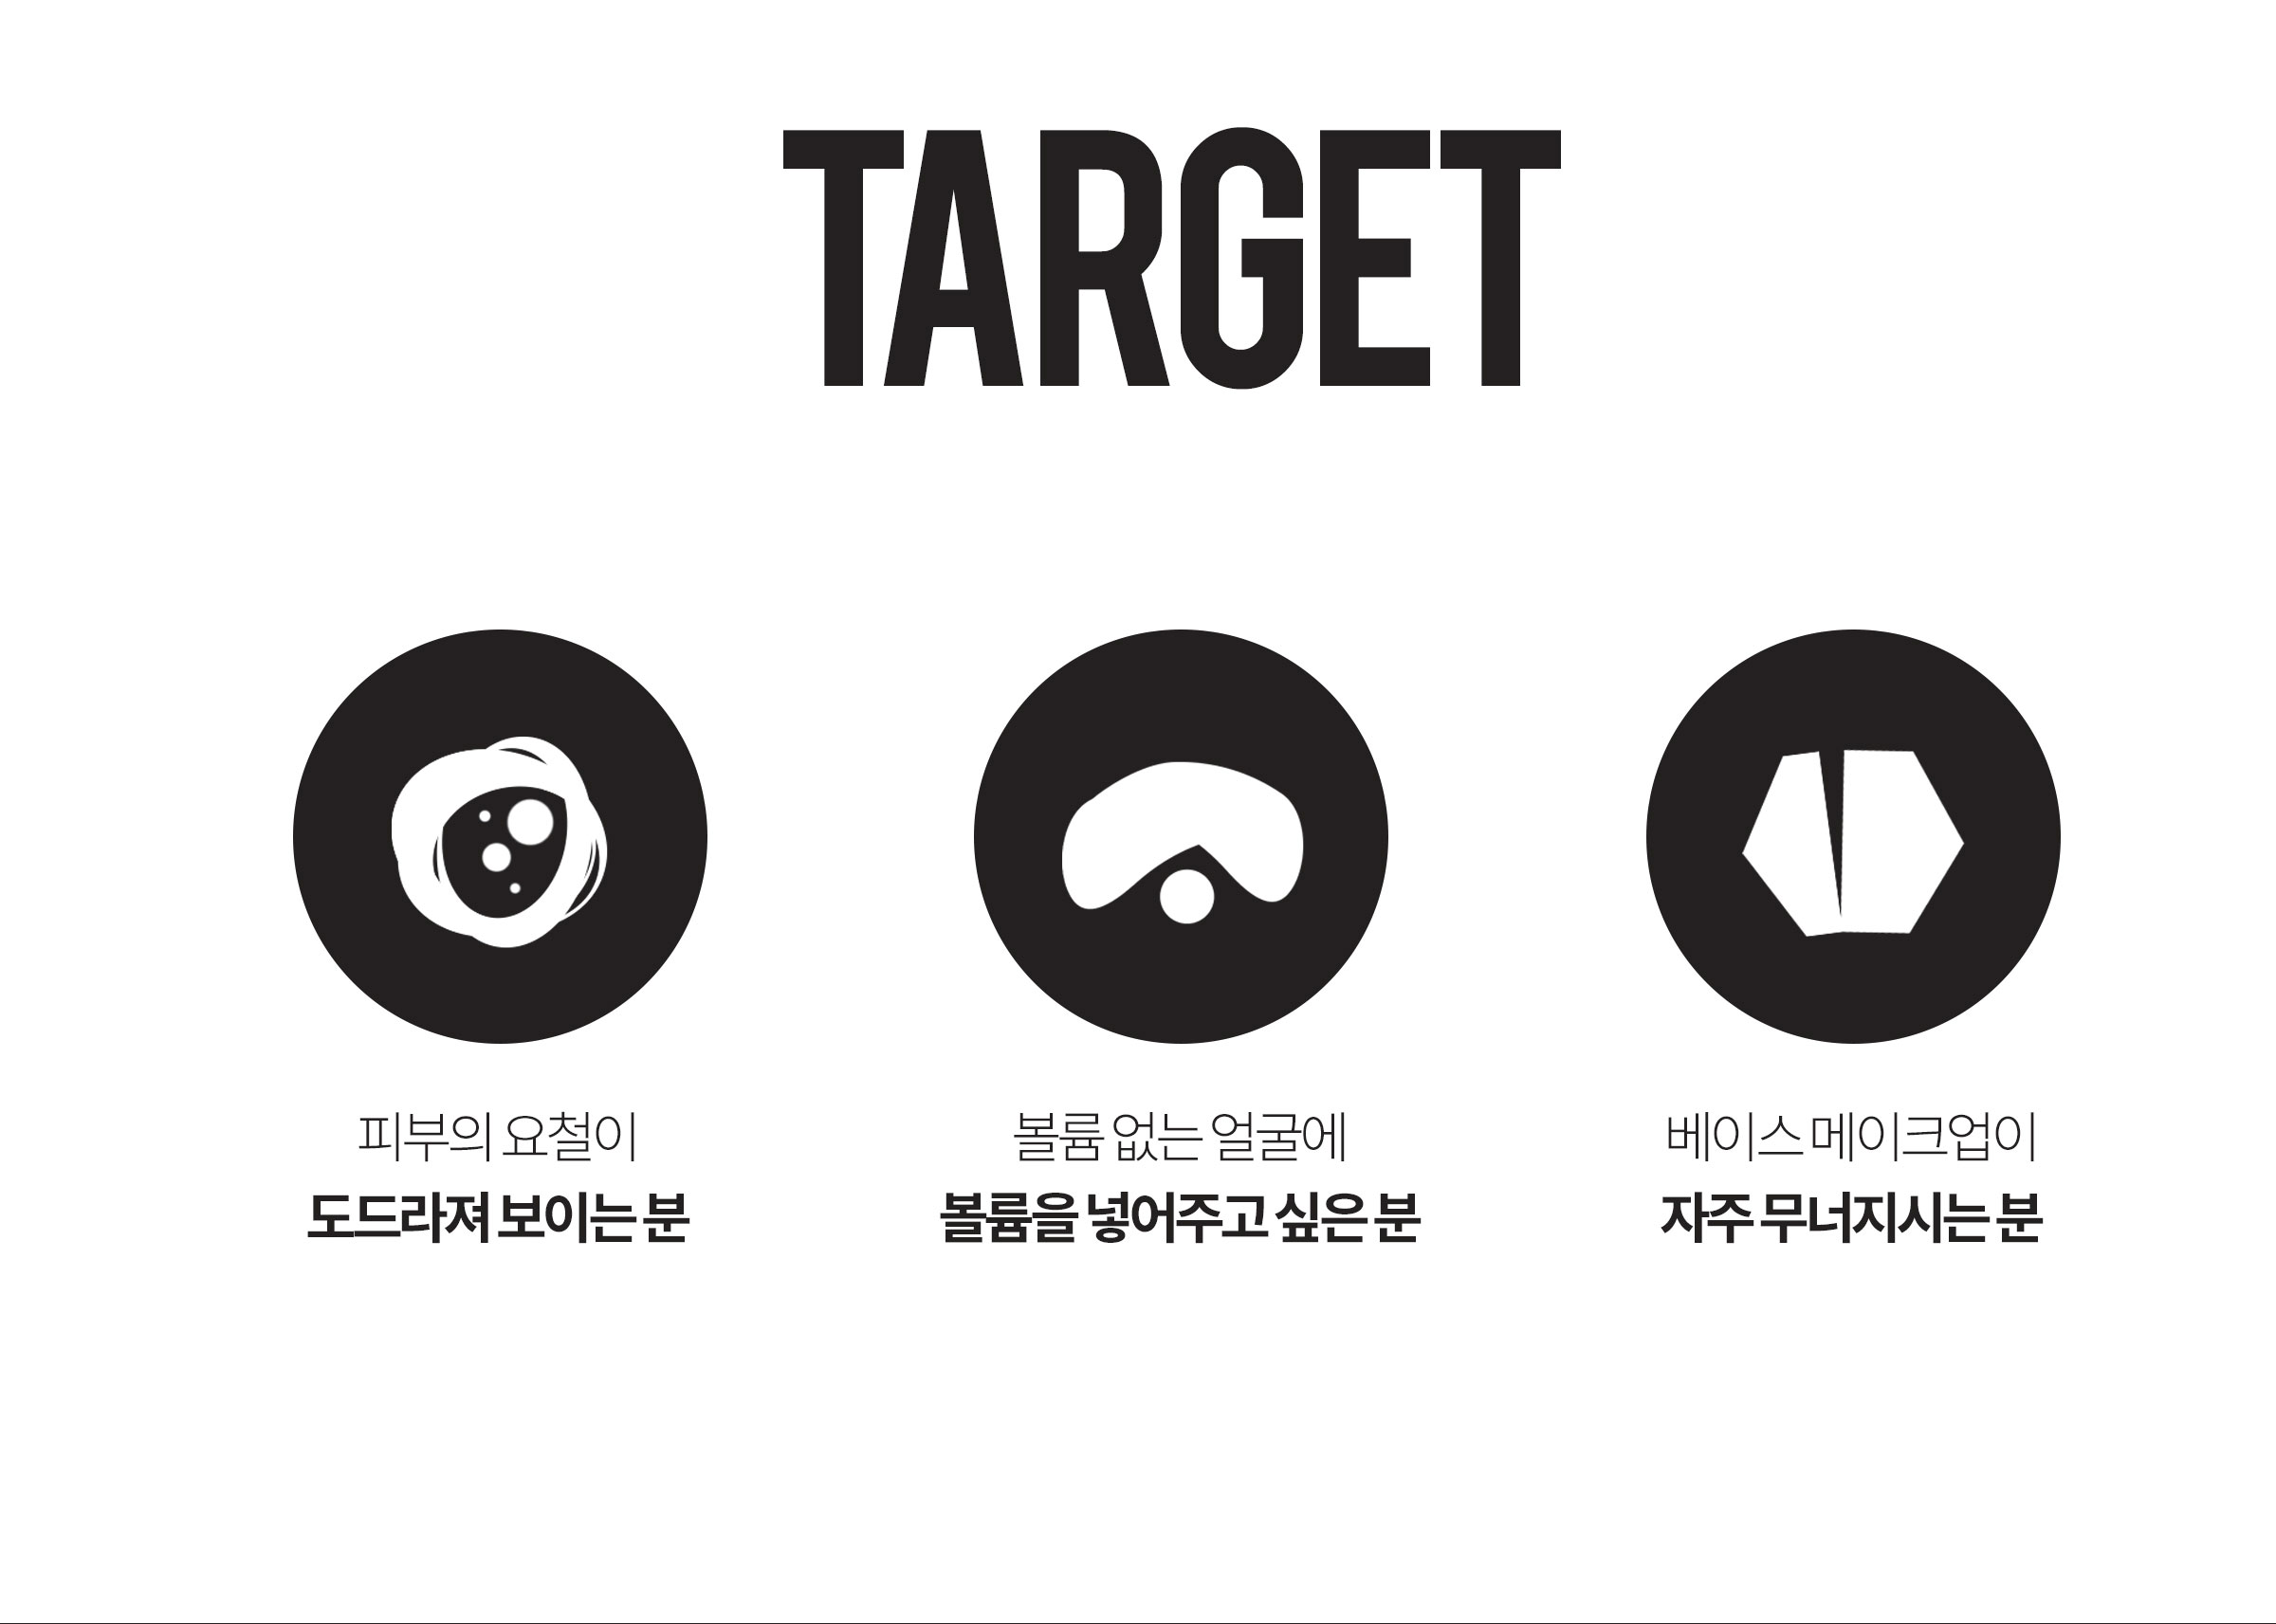 TARGET
피부의 요철이
도드라져 보이는 분
볼륨 없는 얼굴에
볼륨을 넣어주고 싶은 분
베이스 메이크업이
자주 무너지시는 분